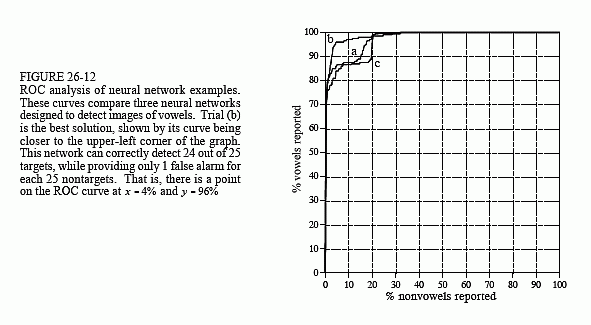 FIGURE 26-12
ROC analysis of neural network examples.
These curves compare three neural networks
designed to detect images of vowels. Trial (b)
is the best solution, shown by its curve being
closer to the upper-left corner of the graph.
This network can correctly detect 24 out of 25
targets, while providing only 1 false alarm for
each 25 nontargets. That is, there is a point
on the ROC curve at x = 4% and y = 96%
% vowels reported
100
90
80
70
60
50
40
30
20
10
0
b
a
c
0 10 20 30 40 50 60 70 80 90 100
% nonvowels reported